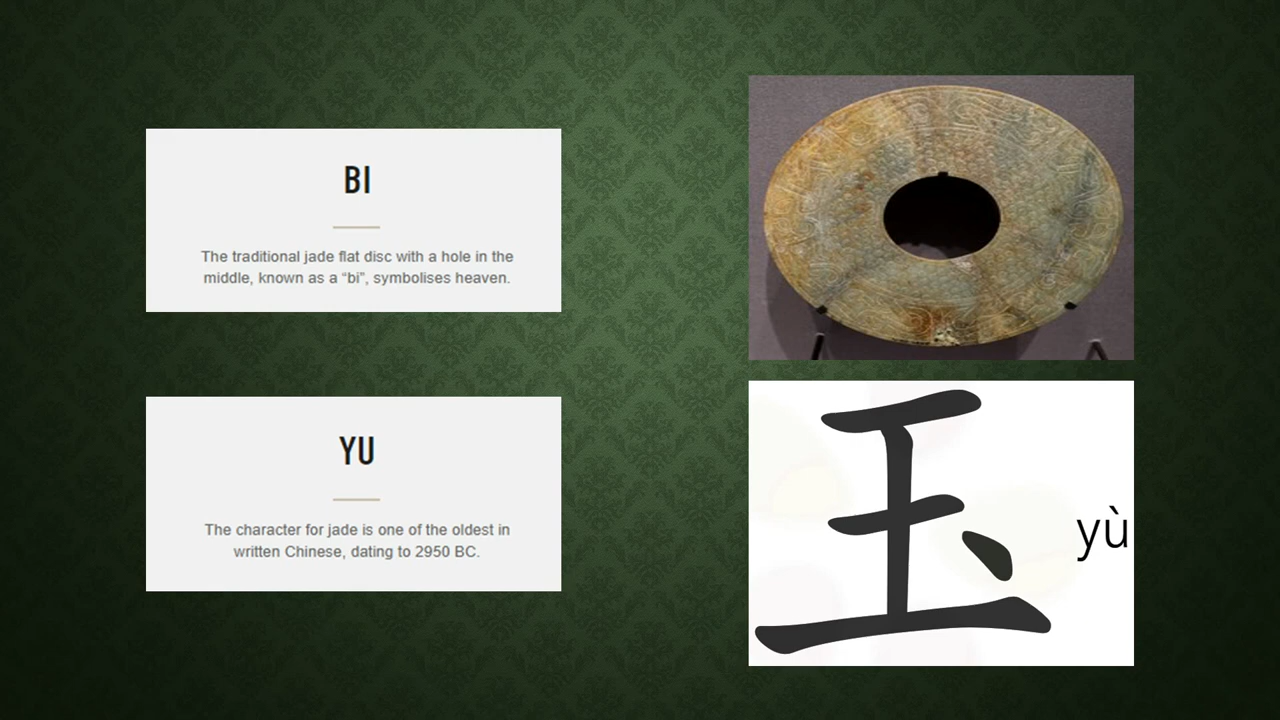 BI
The traditional jade flat disc with a hole in the
middle, known as a “bi”, symbolises heaven.
YU
The character for jade is one of the oldest in
written Chinese, dating to 2950 BC.
玉
yù